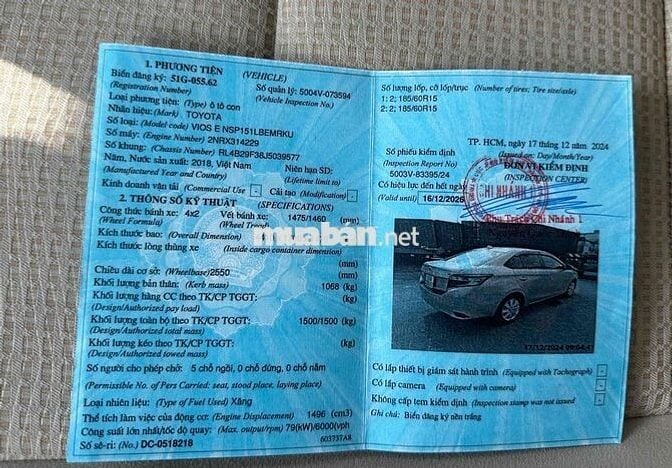 1. PHƯƠNG TIỆN (VEHICLE)
Biển đăng ký: 51G-055.62 Số quản lý: 5004V-073594
(Registration Number) (Vehicle Inspection No.)
Loại phương tiện: (Type) ô tô con
Nhãn hiệu: (Mark) TOYOTA
Số loại: (Model code) VIOS E NSP151LBEMRKU
Số máy: (Engine Number) 2NRX314229
Số khung: (Chassis Number) RL4B29F38J5039577
Năm, Nước sản xuất: 2018, Việt Nam Niên hạn SD:
(Manufactured Year and Country) (Lifetime limit to)
Kinh doanh vận tải (Commercial Use) - Cải tạo (Modification) -
2. THÔNG SỐ KỸ THUẬT (SPECIFICATIONS)
Công thức bánh xe: 4x2 Vết bánh xe: 1475/1460 (mm)
(Wheel Formula) (Wheel Tread)
Kích thước bao: (Overall Dimension) (mm)
Kích thước lòng thùng xe (Inside cargo container dimension)
(mm)
Chiều dài cơ sở: (Wheelbase) 2550 (mm)
Khối lượng bản thân: (Kerb mass) 1068 (kg)
Khối lượng hàng CC theo TK/CP TGGT: (kg)
(Design/Authorized pay load)
Khối lượng toàn bộ theo TK/CP TGGT: 1500/1500 (kg)
(Design/Authorized total mass)
Khối lượng kéo theo TK/CP TGGT: (kg)
(Design/Authorized towed mass)
Số người cho phép chở: 5 chỗ ngồi, 0 chỗ đứng, 0 chỗ nằm
(Permissible No. of Pers Carried: seat, stood place, laying place)
Loại nhiên liệu: (Type of Fuel Used) Xăng
Thể tích làm việc của động cơ: (Engine Displacement) 1496 (cm3)
Công suất lớn nhất/tốc độ quay: (Max. output/rpm) 79(kW)/6000(vph
Số sê-ri: (No.) DC-0518218 603737A8
Số lượng lốp, cỡ lốp/trục (Number of tires; Tire size/axle)
1: 2; 185/60R15
2: 2; 185/60R15
TP. HCM, ngày 17 tháng 12 năm 2024
Số phiếu kiểm định (Issued on: Day/Month/Year)
(Inspection Report No) ĐƠN VỊ KIỂM ĐỊNH
5003V-83395/24 (INSPECTION CENTER)
Có hiệu lực đến hết ngày
(Valid until) 16/12/2026
CHI NHÁNH 1
Phụ Trách Chi Nhánh 1
muaban.net
17/12/2024 09:04:4
Có lắp thiết bị giám sát hành trình (Equipped with Tachograph) -
Có lắp camera (Equipped with camera) -
Không cấp tem kiểm định (Inspection stamp was not issued) -
Ghi chú: Biển đăng ký nền trắng